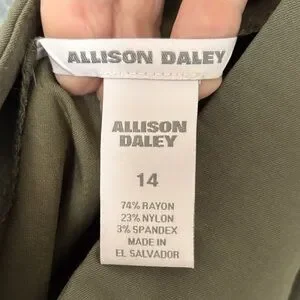 ALLISON DALEY
ALLISON
DALEY
14
74% RAYON
23% NYLON
3% SPANDEX
MADE IN
EL SALVADOR